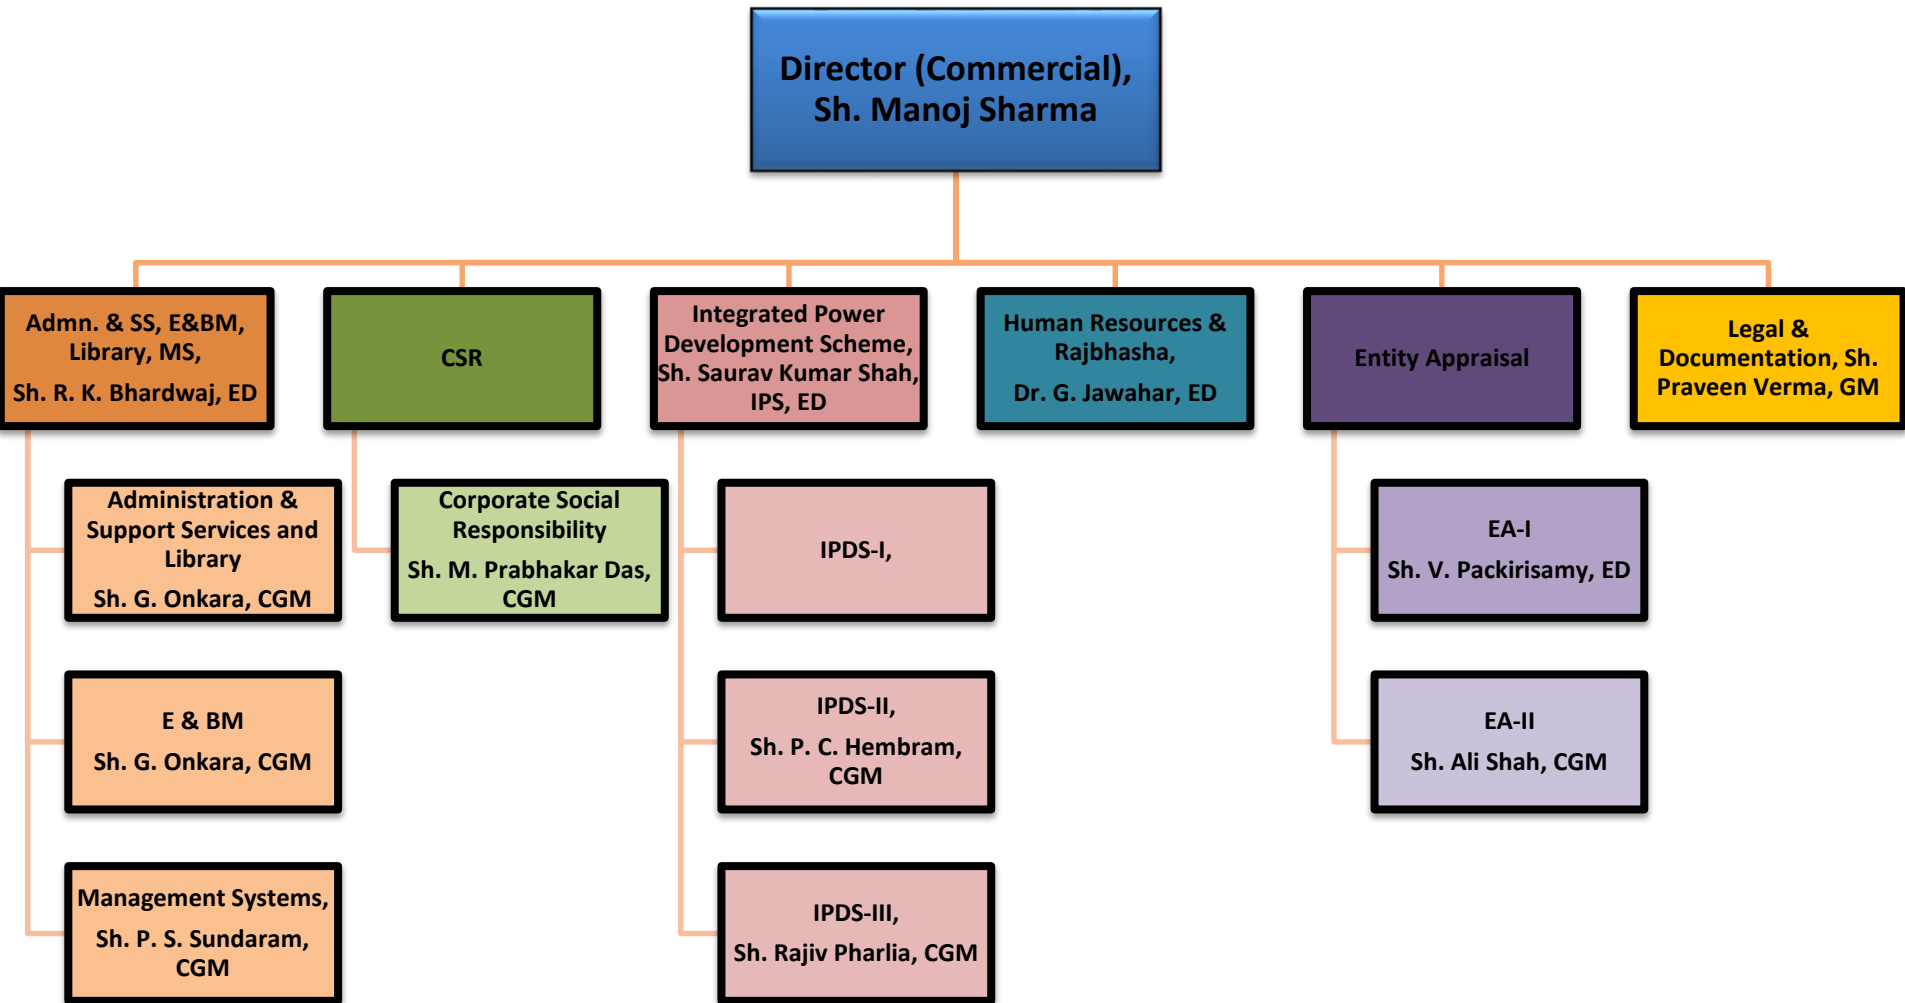 Director (Commercial),
Sh. Manoj Sharma
Admn. & SS, E&BM,
Library, MS,
Sh. R. K. Bhardwaj, ED
CSR
Integrated Power
Development Scheme,
Sh. Saurav Kumar Shah,
IPS, ED
Human Resources &
Rajbhasha,
Dr. G. Jawahar, ED
Entity Appraisal
Legal &
Documentation, Sh.
Praveen Verma, GM
Administration &
Support Services and
Library
Sh. G. Onkara, CGM
Corporate Social
Responsibility
Sh. M. Prabhakar Das,
CGM
IPDS-I,
EA-I
Sh. V. Packirisamy, ED
E & BM
Sh. G. Onkara, CGM
IPDS-II,
Sh. P. C. Hembram,
CGM
EA-II
Sh. Ali Shah, CGM
Management Systems,
Sh. P. S. Sundaram,
CGM
IPDS-III,
Sh. Rajiv Pharlia, CGM